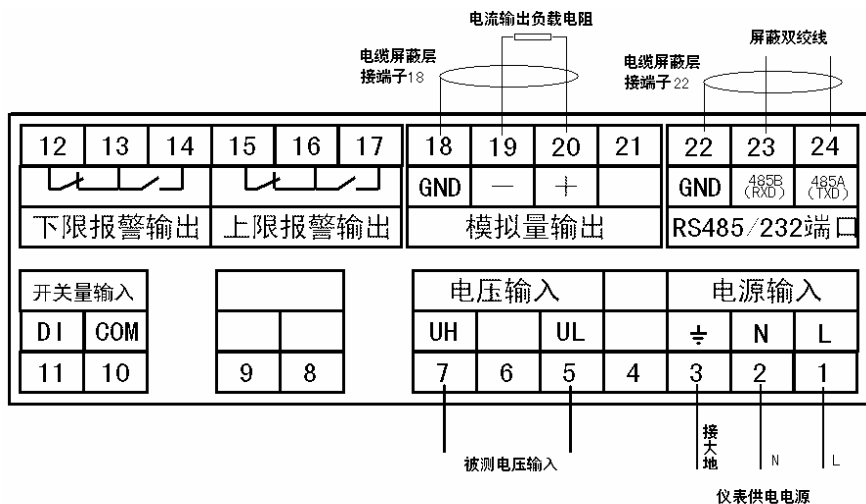 电流输出负载电阻
屏蔽双绞线
电缆屏蔽层
接端子18
电缆屏蔽层
接端子22
12 13 14 15 16 17 18 19 20 21 22 23 24
GND — + GND 485B (RXD) 485A (TXD)
下限报警输出 上限报警输出 模拟量输出 RS485/232端口
开关量输入 电压输入 电源输入
DI COM UH UL N L
11 10 9 8 7 6 5 4 3 2 1
被测电压输入
接大地
N
L
仪表供电电源